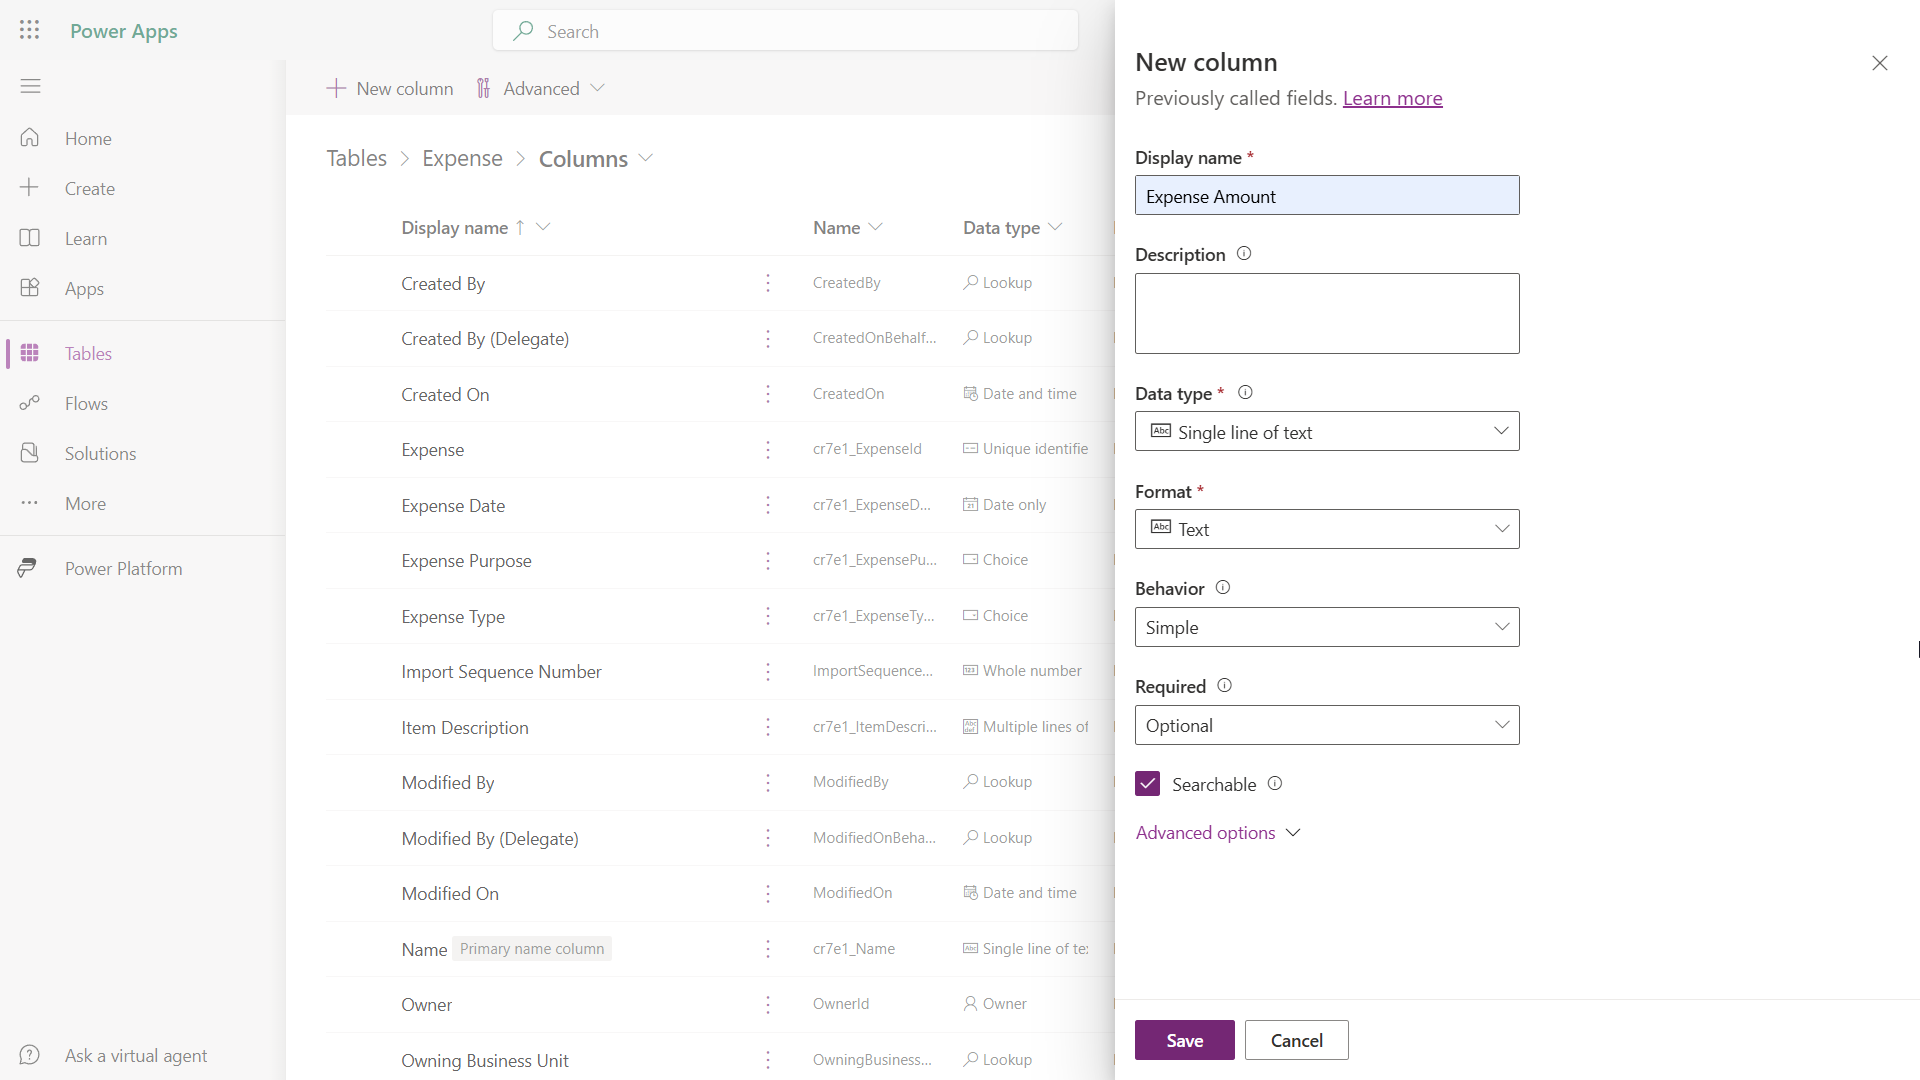 Power Apps
Search
New column
Advanced
Home
Create
Learn
Apps
Tables
Flows
Solutions
More
Power Platform
Ask a virtual agent
Tables > Expense > Columns
Display name ↑ Name Data type
Created By CreatedBy Lookup
Created By (Delegate) CreatedOnBehalf... Lookup
Created On CreatedOn Date and time
Expense cr7e1_ExpenseId Unique identifie
Expense Date cr7e1_ExpenseD... Date only
Expense Purpose cr7e1_ExpensePu... Choice
Expense Type cr7e1_ExpenseTy... Choice
Import Sequence Number ImportSequence... Whole number
Item Description cr7e1_ItemDescri... Multiple lines of
Modified By ModifiedBy Lookup
Modified By (Delegate) ModifiedOnBeha... Lookup
Modified On ModifiedOn Date and time
Name Primary name column cr7e1_Name Single line of te
Owner OwnerId Owner
Owning Business Unit OwningBusiness... Lookup
New column
Previously called fields. Learn more
Display name *
Expense Amount
Description
Data type *
Abc Single line of text
Format *
Abc Text
Behavior
Simple
Required
Optional
Searchable
Advanced options
Save Cancel